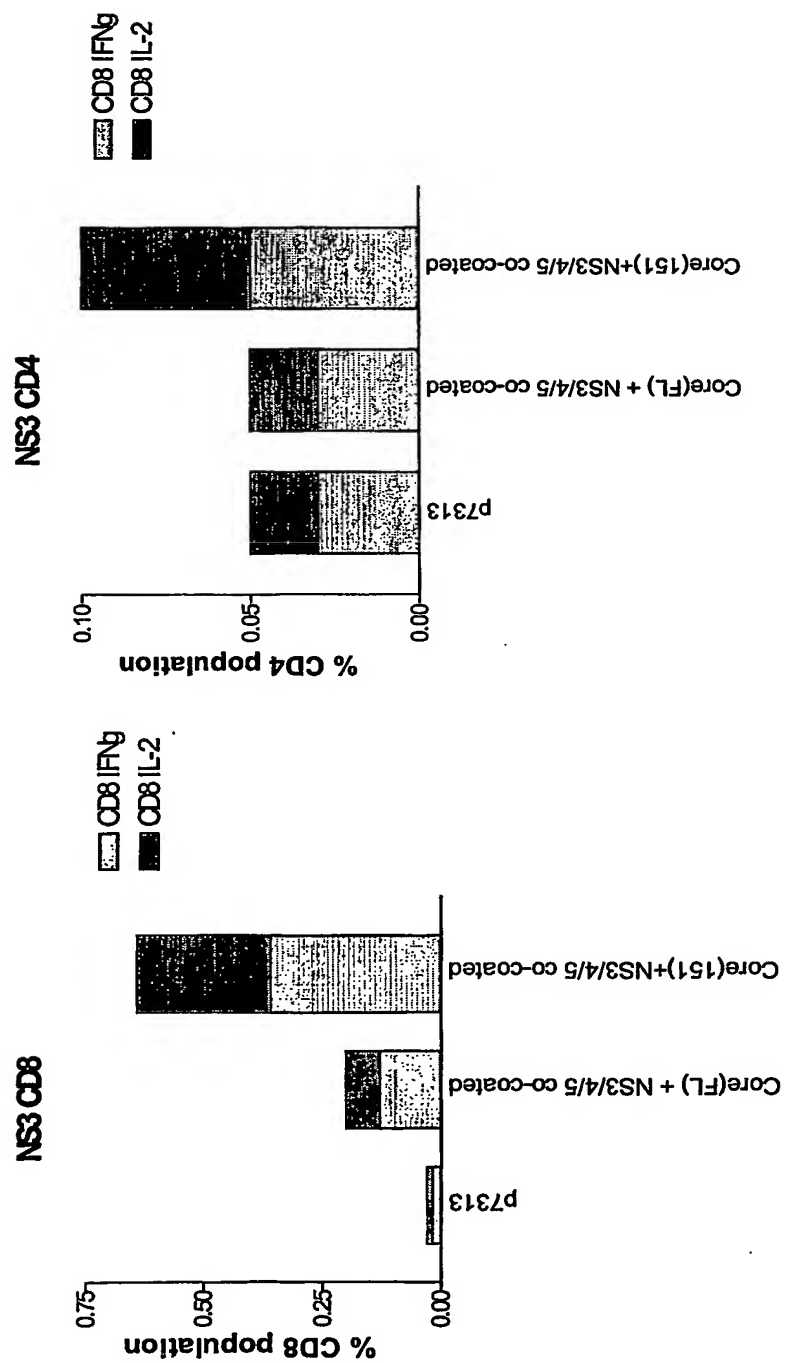 NS3 CD8
CD8 IFNg
CD8 IL-2
% CD8 population
0.75
0.50
0.25
0.00
p7313
Core(FL) + NS3/4/5 co-coated
Core(151)+NS3/4/5 co-coated
NS3 CD4
CD8 IFNg
CD8 IL-2
% CD4 population
0.10
0.05
0.00
p7313
Core(FL) + NS3/4/5 co-coated
Core(151)+NS3/4/5 co-coated